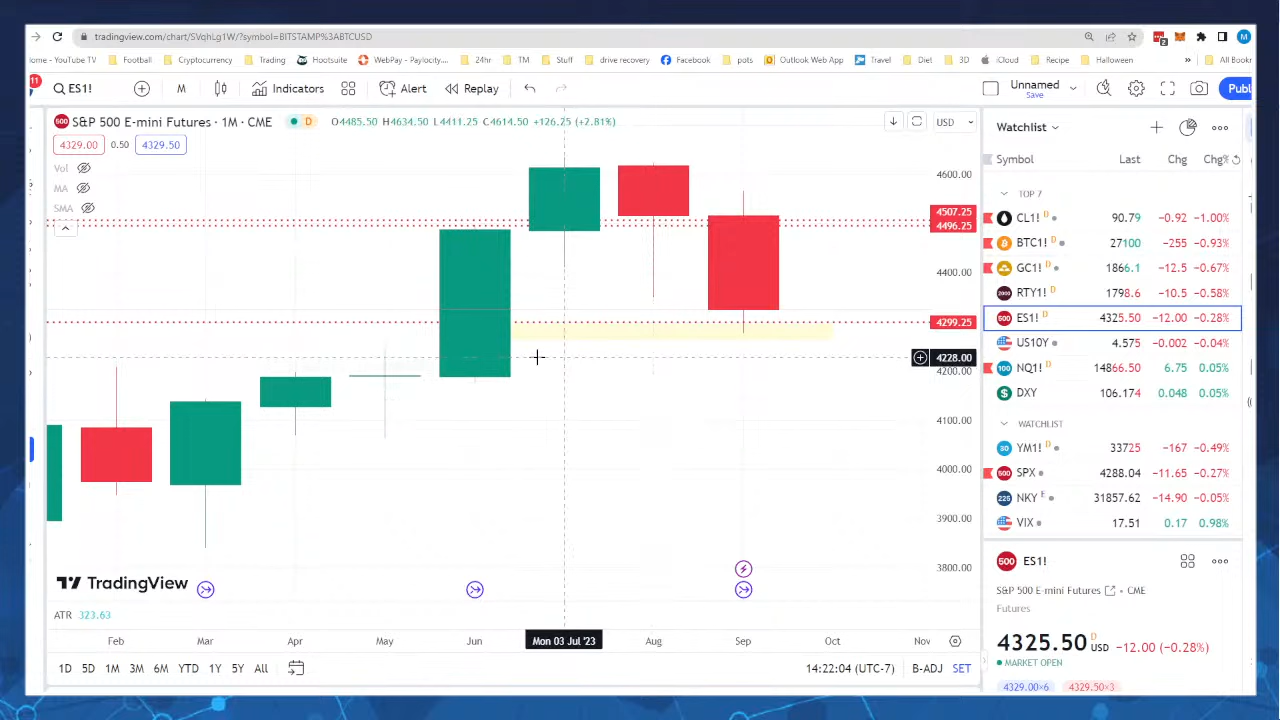 tradingview.com/chart/SVqhLg1W/?symbol=BITSTAMP%3ABTCUSD
ome - YouTube TV Football Cryptocurrency Trading Hootsuite WebPay - Paylocity... 24hr TM Stuff drive recovery Facebook pots Outlook Web App Travel Diet 3D iCloud Recipe Halloween » All Bookr
11 ES1! M Indicators Alert Replay Unnamed Save Publ
S&P 500 E-mini Futures · 1M · CME D O4485.50 H4634.50 L4411.25 C4614.50 +126.25 (+2.81%) USD
4329.00 0.50 4329.50
Vol
MA
SMA
4600.00
4507.25
4496.25
4400.00
4299.25
4228.00
4200.00
4100.00
4000.00
3900.00
3800.00
TradingView
ATR 323.63
Feb Mar Apr May Jun Mon 03 Jul '23 Aug Sep Oct Nov
1D 5D 1M 3M 6M YTD 1Y 5Y All 14:22:04 (UTC-7) B-ADJ SET
Watchlist
Symbol Last Chg Chg%
TOP 7
CL1! D 90.79 −0.92 −1.00%
BTC1! D 27100 −255 −0.93%
GC1! D 1866.1 −12.5 −0.67%
RTY1! D 1798.6 −10.5 −0.58%
ES1! D 4325.50 −12.00 −0.28%
US10Y 4.575 −0.002 −0.04%
NQ1! D 14866.50 6.75 0.05%
DXY 106.174 0.048 0.05%
WATCHLIST
YM1! D 33725 −167 −0.49%
SPX 4288.04 −11.65 −0.27%
NKY E 31857.62 −14.90 −0.05%
VIX 17.51 0.17 0.98%
500 ES1!
S&P 500 E-mini Futures • CME
Futures
4325.50 D USD −12.00 (−0.28%)
MARKET OPEN
4329.00×6 4329.50×3